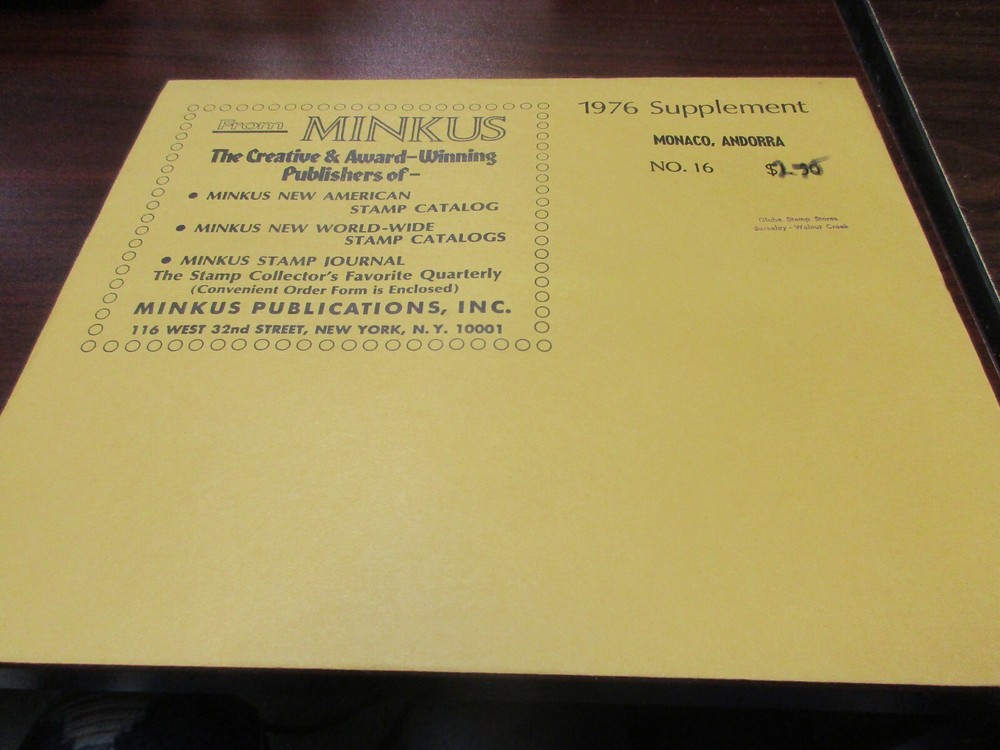 From MINKUS
The Creative & Award-Winning
Publishers of-
• MINKUS NEW AMERICAN
STAMP CATALOG
• MINKUS NEW WORLD-WIDE
STAMP CATALOGS
• MINKUS STAMP JOURNAL
The Stamp Collector's Favorite Quarterly
(Convenient Order Form is Enclosed)
MINKUS PUBLICATIONS, INC.
116 WEST 32nd STREET, NEW YORK, N. Y. 10001
1976 Supplement
MONACO, ANDORRA
NO. 16
$
Globe Stamp Stores
Berkeley - Walnut Creek